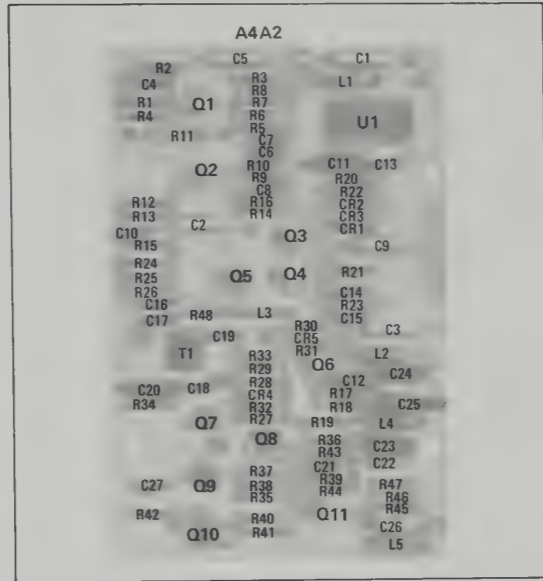 A4A2
C5 C1
R2 R3 L1
C4 R8
R1 Q1 R7
R4 R6 U1
R11 R5
C7
C6
Q2 R10 C11 C13
R9 R20
C8 R22
R12 R16 CR2
R13 R14 CR3
C10 C2 Q3 CR1
R15 C9
R24 Q5 Q4 R21
R25
R26 C14
C16 R23
C17 R48 L3 C15
C19 R30 C3
CR5
T1 R33 R31 L2
R29 Q6 C24
C20 C18 R28 C12
CR4 R17
R34 R32 R18 C25
Q7 R27 R19 L4
Q8 R36 C23
R43
R37 C21 C22
C27 Q9 R38 R39 R47
R35 R44 R46
R42 R40 Q11 R45
Q10 R41 C26
L5